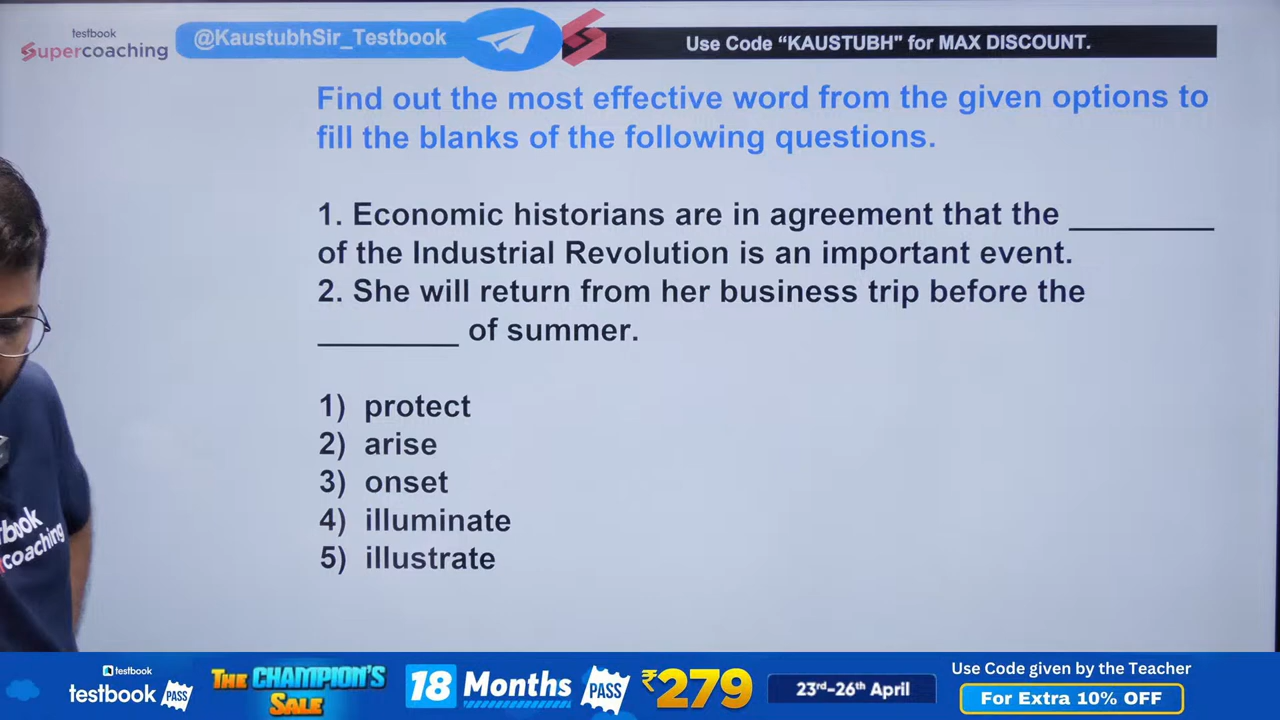 testbook
Supercoaching
@KaustubhSir_Testbook
Use Code “KAUSTUBH" for MAX DISCOUNT.
Find out the most effective word from the given options to
fill the blanks of the following questions.
1. Economic historians are in agreement that the _________
of the Industrial Revolution is an important event.
2. She will return from her business trip before the
_________ of summer.
1) protect
2) arise
3) onset
4) illuminate
5) illustrate
book
coaching
testbook
testbook PASS
THE CHAMPION'S
SALE
18 Months PASS ₹279
23rd-26th April
Use Code given by the Teacher
For Extra 10% OFF